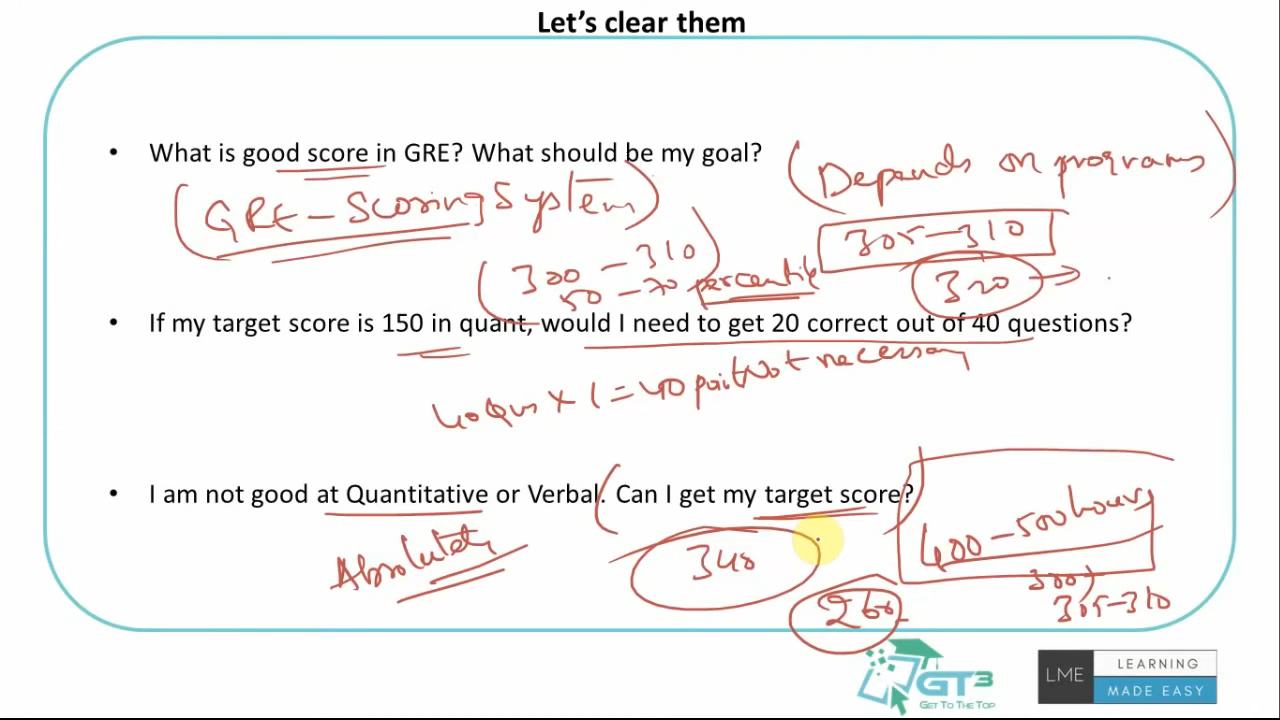 Let's clear them
• What is good score in GRE? What should be my goal?
(Depends on programs)
(GRE - Scoring System)
305-310
(300 - 310)
50 - 70 percentile
320 →
• If my target score is 150 in quant, would I need to get 20 correct out of 40 questions?
Not necessary
40 Qus × 1 = 40 point
• I am not good at Quantitative or Verbal. Can I get my target score?
400 - 500 hours
Absolutely
340
260
300
305-310
GT3
GET TO THE TOP
LME
LEARNING
MADE EASY